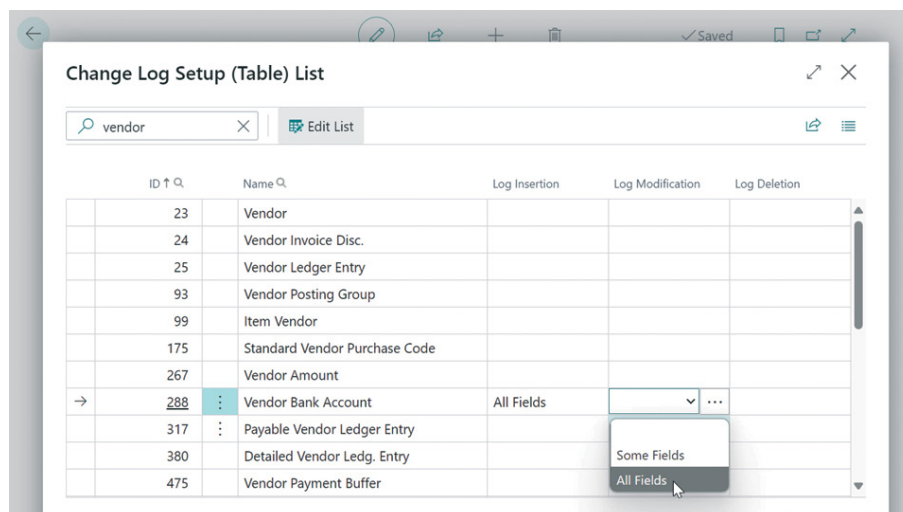 Saved
Change Log Setup (Table) List
vendor Edit List
ID Name Log Insertion Log Modification Log Deletion
23 Vendor
24 Vendor Invoice Disc.
25 Vendor Ledger Entry
93 Vendor Posting Group
99 Item Vendor
175 Standard Vendor Purchase Code
267 Vendor Amount
288 Vendor Bank Account All Fields
317 Payable Vendor Ledger Entry
380 Detailed Vendor Ledg. Entry Some Fields
475 Vendor Payment Buffer All Fields